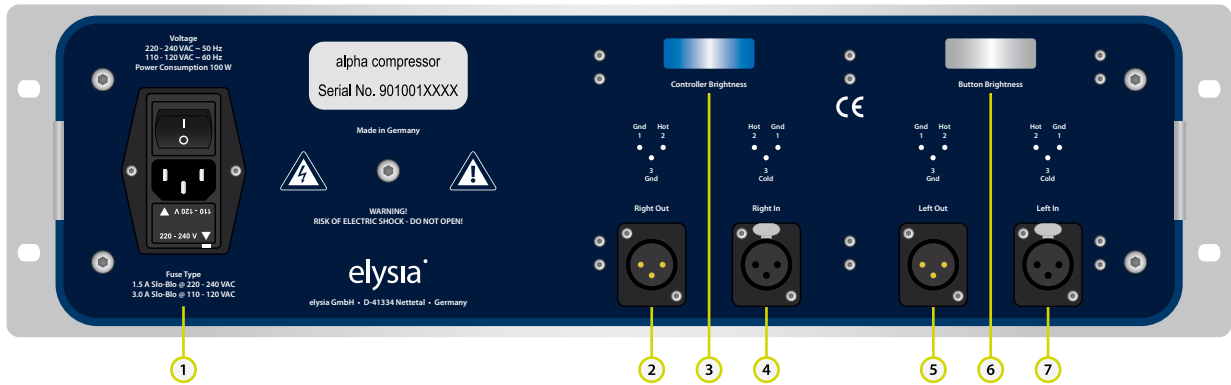 Voltage
220 - 240 VAC ~ 50 Hz
110 - 120 VAC ~ 60 Hz
Power Consumption 100 W
I
O
110 - 120 V
220 - 240 V
Fuse Type
1.5 A Slo-Blo @ 220 - 240 VAC
3.0 A Slo-Blo @ 110 - 120 VAC
alpha compressor
Serial No. 901001XXXX
Made in Germany
WARNING!
RISK OF ELECTRIC SHOCK - DO NOT OPEN!
elysia
elysia GmbH • D-41334 Nettetal • Germany
Controller Brightness
Button Brightness
CE
Gnd Hot
1 2
3
Gnd
Right Out
Hot Gnd
2 1
3
Cold
Right In
Gnd Hot
1 2
3
Gnd
Left Out
Hot Gnd
2 1
3
Cold
Left In
1 2 3 4 5 6 7